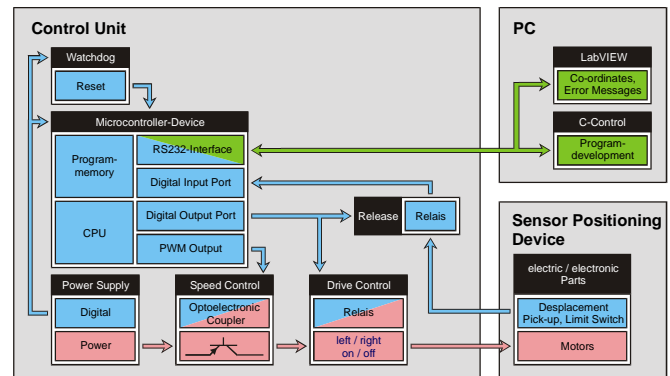 Control Unit
Watchdog
Reset
Microcontroller-Device
Program-
memory
CPU
RS232-Interface
Digital Input Port
Digital Output Port
PWM Output
Release
Relais
Power Supply
Digital
Power
Speed Control
Optoelectronic
Coupler
Drive Control
Relais
left / right
on / off
PC
LabVIEW
Co-ordinates,
Error Messages
C-Control
Program-
development
Sensor Positioning
Device
electric / electronic
Parts
Desplacement
Pick-up, Limit Switch
Motors